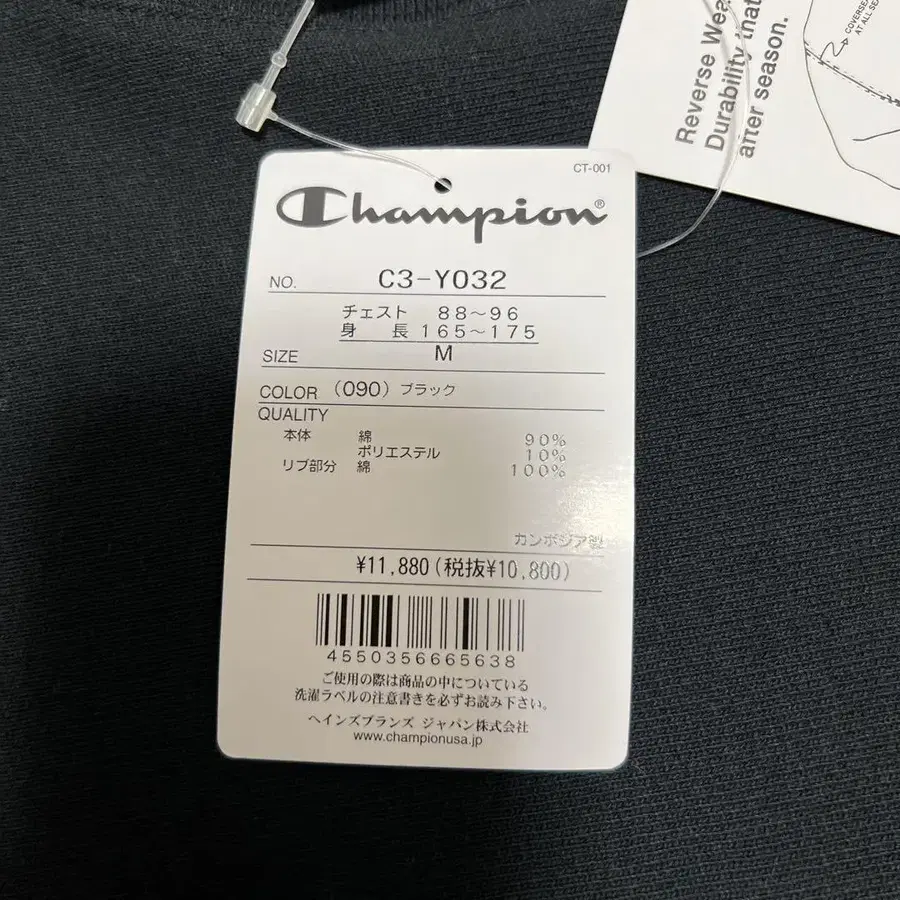 CT-001
Champion®
NO. C3-Y032
チェスト 88~96
身 長 165~175
SIZE M
COLOR (090) ブラック
QUALITY
本体 綿 90%
ポリエステル 10%
リブ部分 綿 100%
カンボジア製
¥11,880(税抜¥10,800)
4550356665638
ご使用の際は商品の中についている
洗濯ラベルの注意書きを必ずお読み下さい。
ヘインズブランズ ジャパン株式会社
www.championusa.jp
Reverse
Durability that
after season.
AT ALL